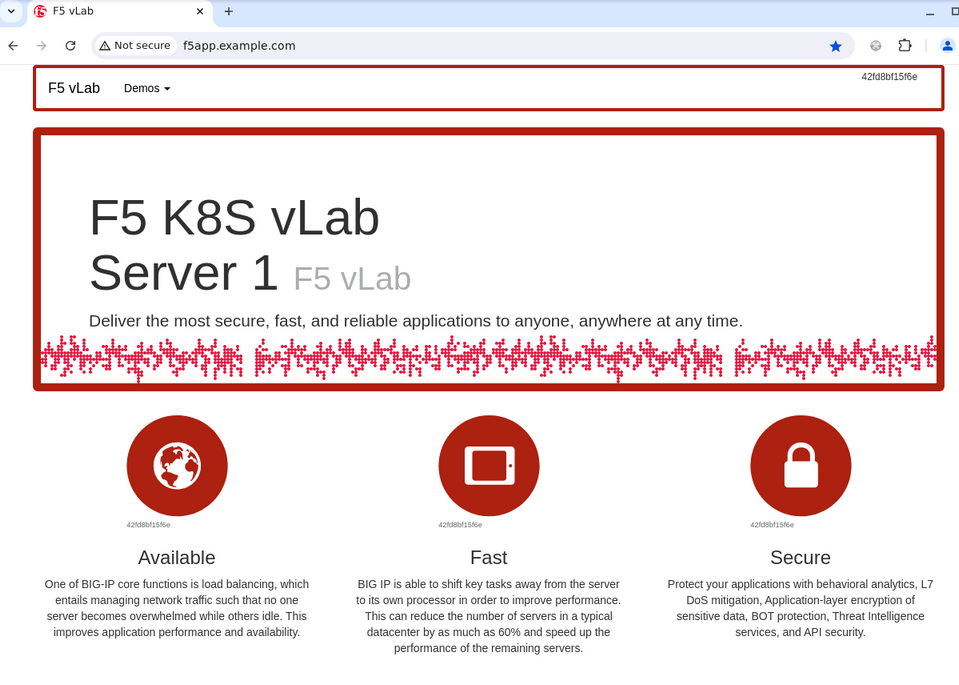 F5 vLab
Not secure
f5app.example.com
F5 vLab
Demos
42fd8bf15f6e
F5 K8S vLab
Server 1 F5 vLab
Deliver the most secure, fast, and reliable applications to anyone, anywhere at any time.
42fd8bf15f6e
42fd8bf15f6e
42fd8bf15f6e
Available
One of BIG-IP core functions is load balancing, which
entails managing network traffic such that no one
server becomes overwhelmed while others idle. This
improves application performance and availability.
Fast
BIG IP is able to shift key tasks away from the server
to its own processor in order to improve performance.
This can reduce the number of servers in a typical
datacenter by as much as 60% and speed up the
performance of the remaining servers.
Secure
Protect your applications with behavioral analytics, L7
DoS mitigation, Application-layer encryption of
sensitive data, BOT protection, Threat Intelligence
services, and API security.